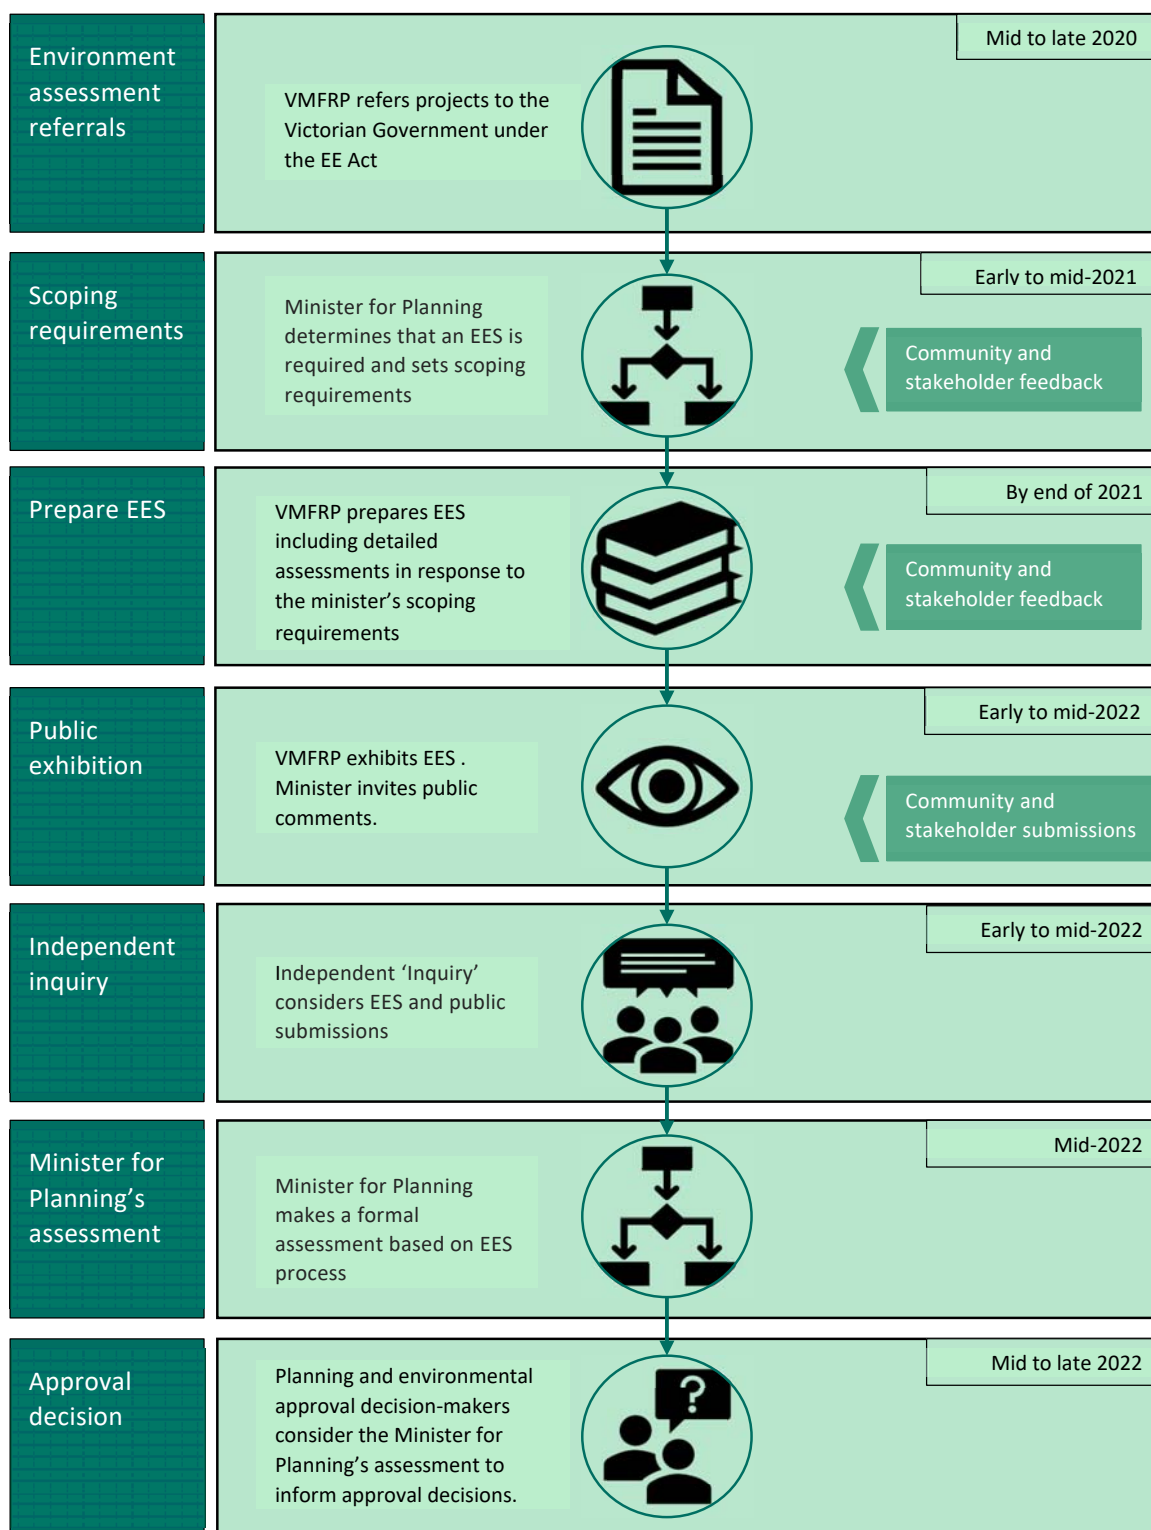 Environment
assessment
referrals
Mid to late 2020
VMFRP refers projects to the
Victorian Government under
the EE Act
Scoping
requirements
Early to mid-2021
Minister for Planning
determines that an EES is
required and sets scoping
requirements
Community and
stakeholder feedback
Prepare EES
By end of 2021
VMFRP prepares EES
including detailed
assessments in response to
the minister’s scoping
requirements
Community and
stakeholder feedback
Public
exhibition
Early to mid-2022
VMFRP exhibits EES .
Minister invites public
comments.
Community and
stakeholder submissions
Independent
inquiry
Early to mid-2022
Independent ‘Inquiry’
considers EES and public
submissions
Minister for
Planning’s
assessment
Mid-2022
Minister for Planning
makes a formal
assessment based on EES
process
Approval
decision
Mid to late 2022
Planning and environmental
approval decision-makers
consider the Minister for
Planning’s assessment to
inform approval decisions.
?